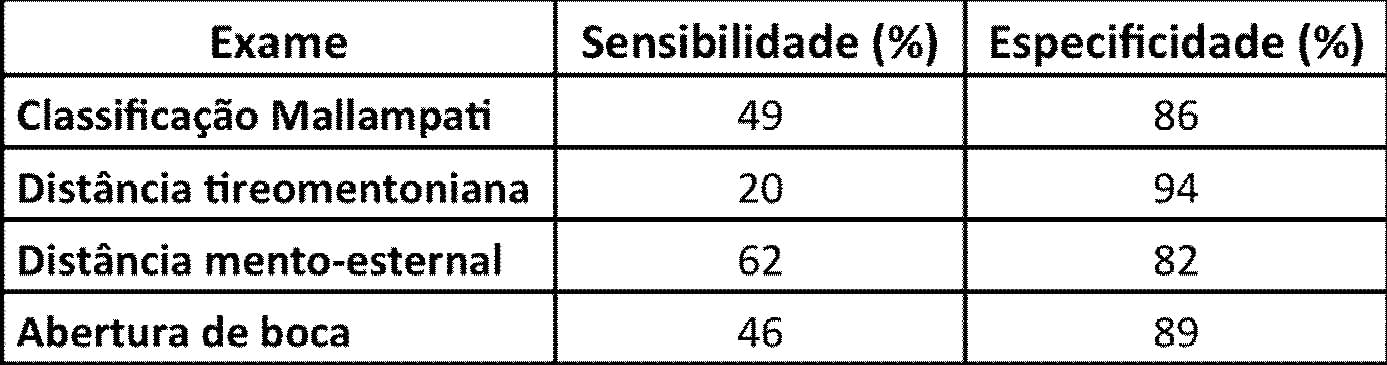 Exame Sensibilidade (%) Especificidade (%)
Classificação Mallampati 49 86
Distância tireomentoniana 20 94
Distância mento-esternal 62 82
Abertura de boca 46 89